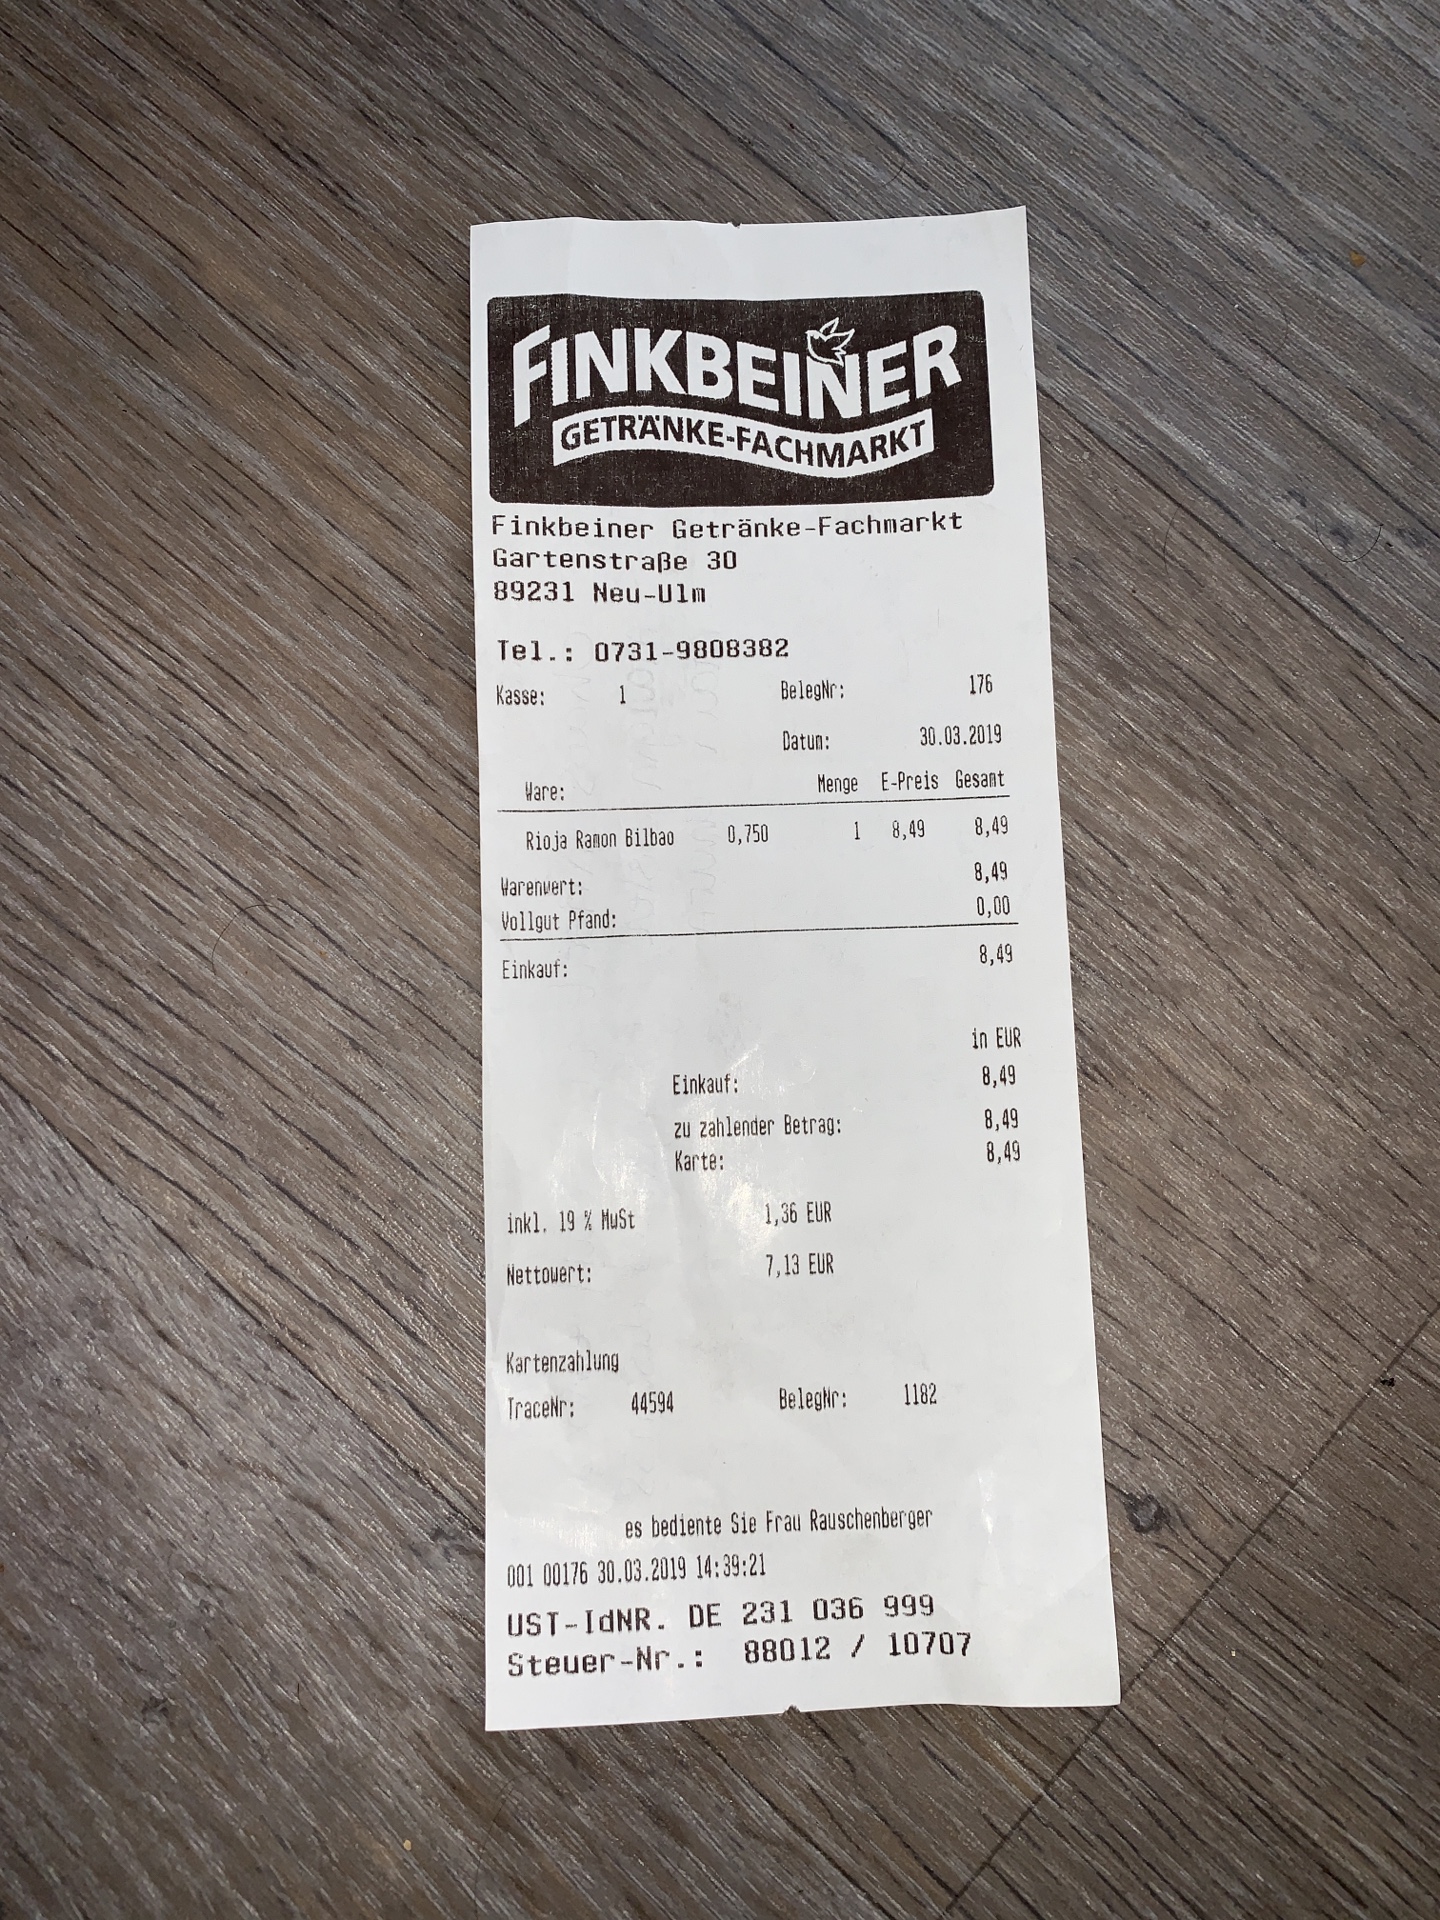 FINKBEINER
GETRÄNKE-FACHMARKT
Finkbeiner Getränke-Fachmarkt
Gartenstraße 30
89231 Neu-Ulm
Tel.: 0731-9808382
Kasse: 1 BelegNr: 176
Datum: 30.03.2019
Ware: Menge E-Preis Gesamt
Rioja Ramon Bilbao 0,750 1 8,49 8,49
Warenwert: 8,49
Vollgut Pfand: 0,00
Einkauf: 8,49
in EUR
Einkauf: 8,49
zu zahlender Betrag: 8,49
Karte: 8,49
inkl. 19 % MwSt 1,36 EUR
Nettowert: 7,13 EUR
Kartenzahlung
TraceNr: 44594 BelegNr: 1182
es bediente Sie Frau Rauschenberger
001 00176 30.03.2019 14:39:21
UST-IdNR. DE 231 036 999
Steuer-Nr.: 88012 / 10707